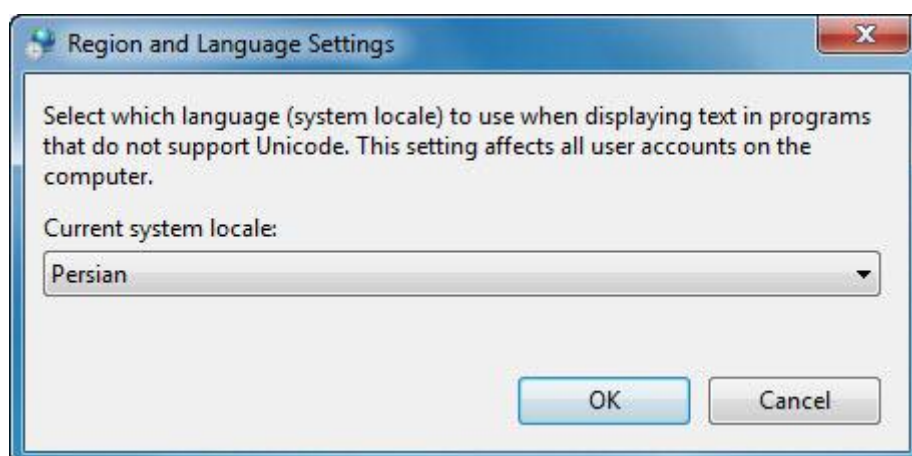 Region and Language Settings
Select which language (system locale) to use when displaying text in programs
that do not support Unicode. This setting affects all user accounts on the
computer.
Current system locale:
Persian
OK Cancel